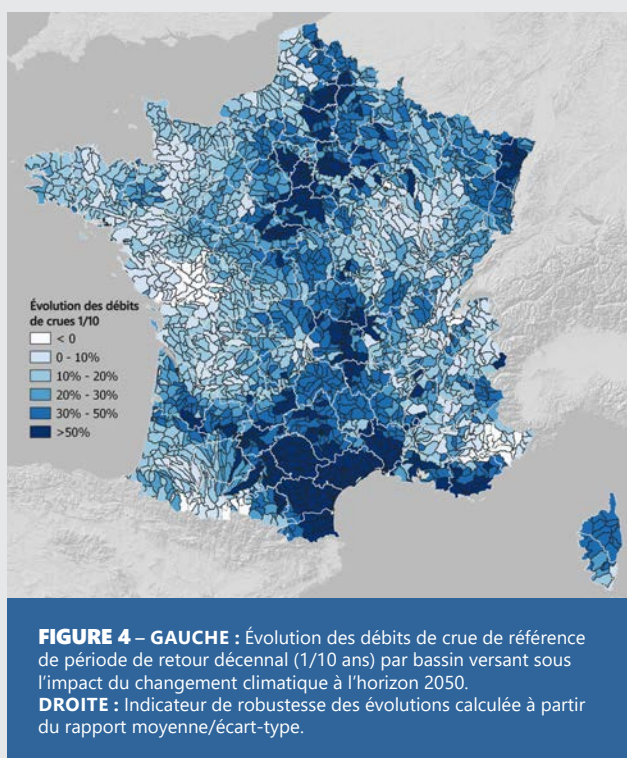 Évolution des débits
de crues 1/10
< 0
0 - 10%
10% - 20%
20% - 30%
30% - 50%
>50%
FIGURE 4 – GAUCHE : Évolution des débits de crue de référence
de période de retour décennal (1/10 ans) par bassin versant sous
l’impact du changement climatique à l’horizon 2050.
DROITE : Indicateur de robustesse des évolutions calculée à partir
du rapport moyenne/écart-type.